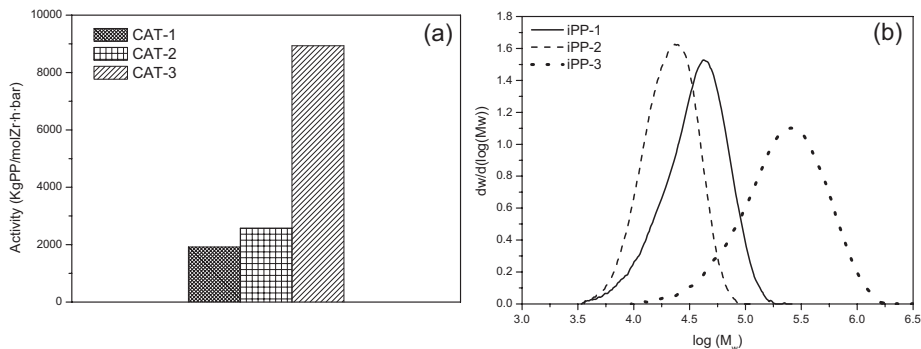 (a)
CAT-1
CAT-2
CAT-3
10000
8000
6000
4000
2000
0
Activity (KgPP/molZr·h·bar)
(b)
iPP-1
iPP-2
iPP-3
1.8
1.6
1.4
1.2
1.0
0.8
0.6
0.4
0.2
0.0
dw/d(log(Mw))
3.0 3.5 4.0 4.5 5.0 5.5 6.0 6.5
log (Mw)